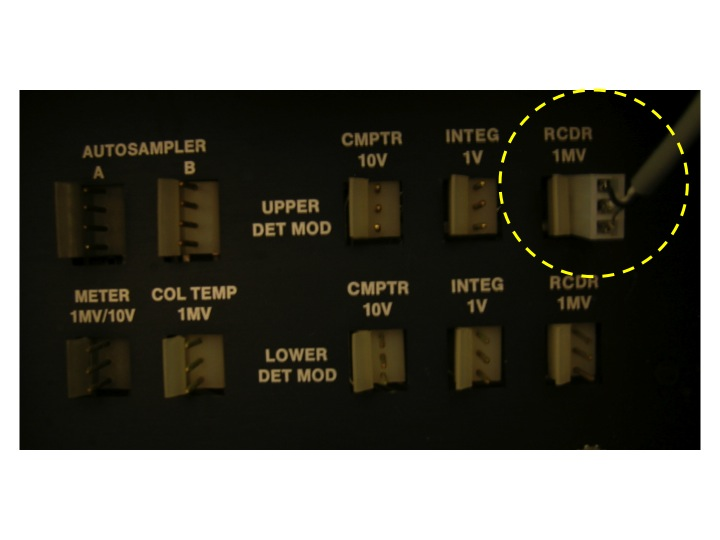 AUTOSAMPLER
A B
CMPTR
10V
INTEG
1V
RCDR
1MV
UPPER
DET MOD
METER
1MV/10V
COL TEMP
1MV
CMPTR
10V
INTEG
1V
RCDR
1MV
LOWER
DET MOD